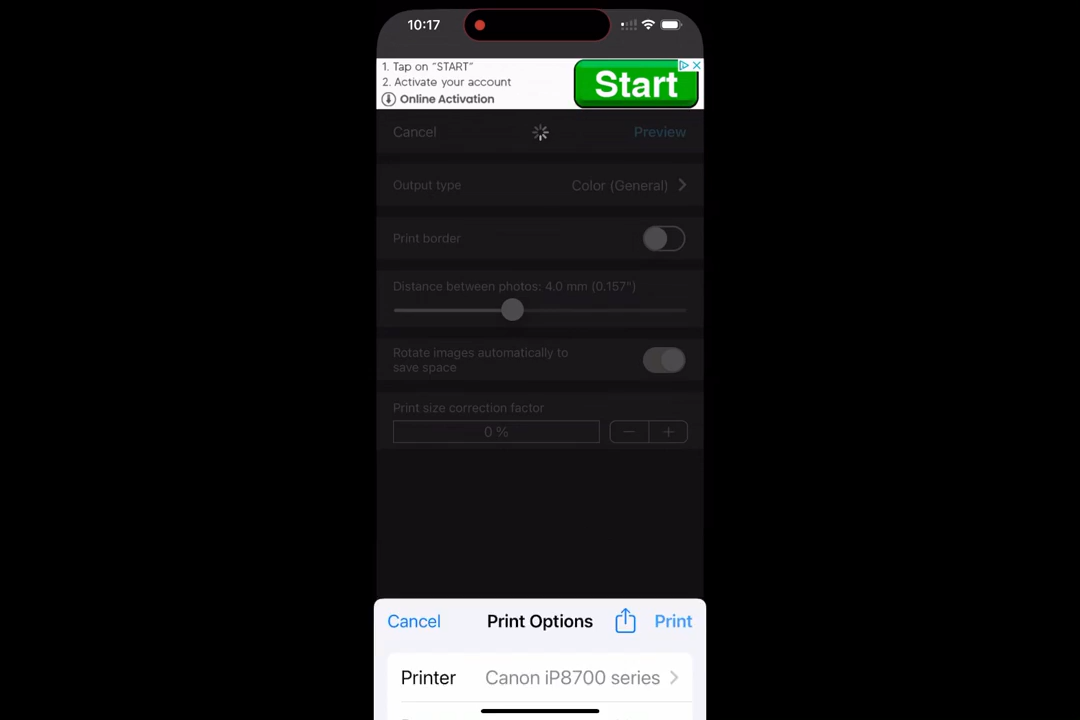 10:17
1. Tap on "START"
2. Activate your account
Online Activation
Start
Cancel
Preview
Output type
Color (General)
Print border
Distance between photos: 4.0 mm (0.157")
Rotate images automatically to
save space
Print size correction factor
0 %
Cancel
Print Options
Print
Printer
Canon iP8700 series